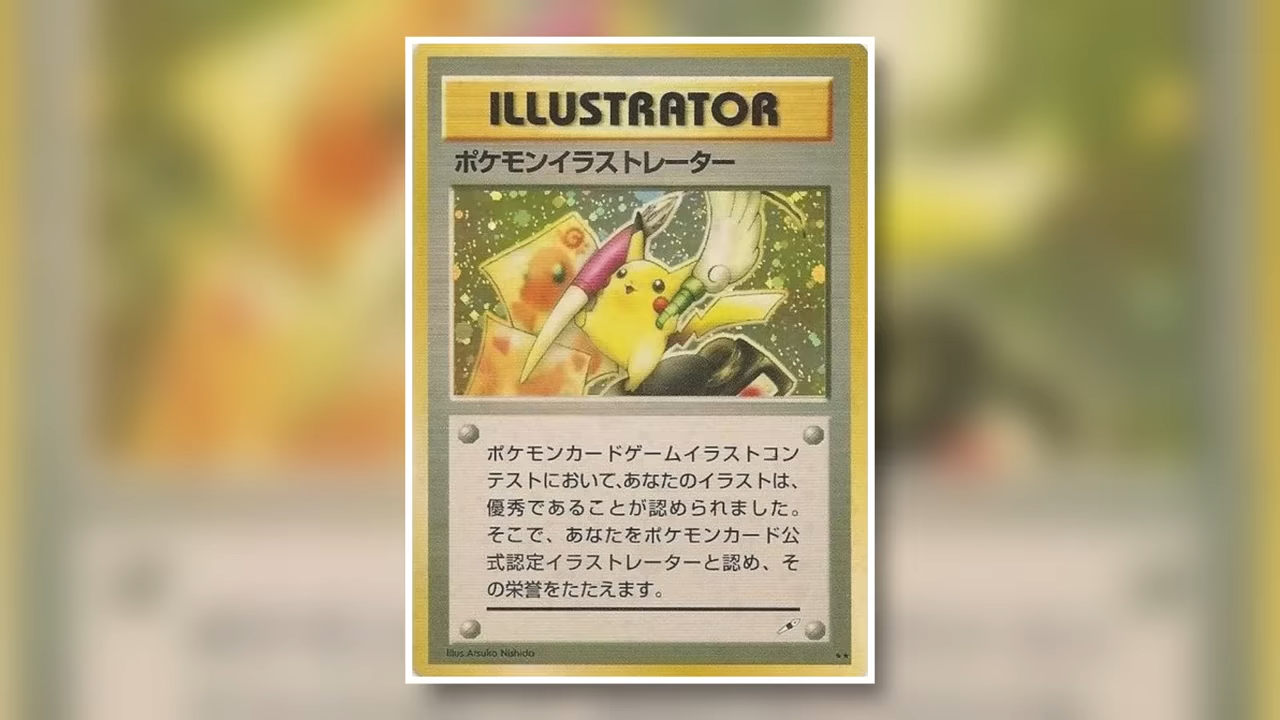 ILLUSTRATOR
ポケモンイラストレーター
ポケモンカードゲームイラストコン
テストにおいて、あなたのイラストは、
優秀であることが認められました。
そこで、あなたをポケモンカード公
式認定イラストレーターと認め、そ
の栄誉をたたえます。
Illus. Atsuko Nishida
★★